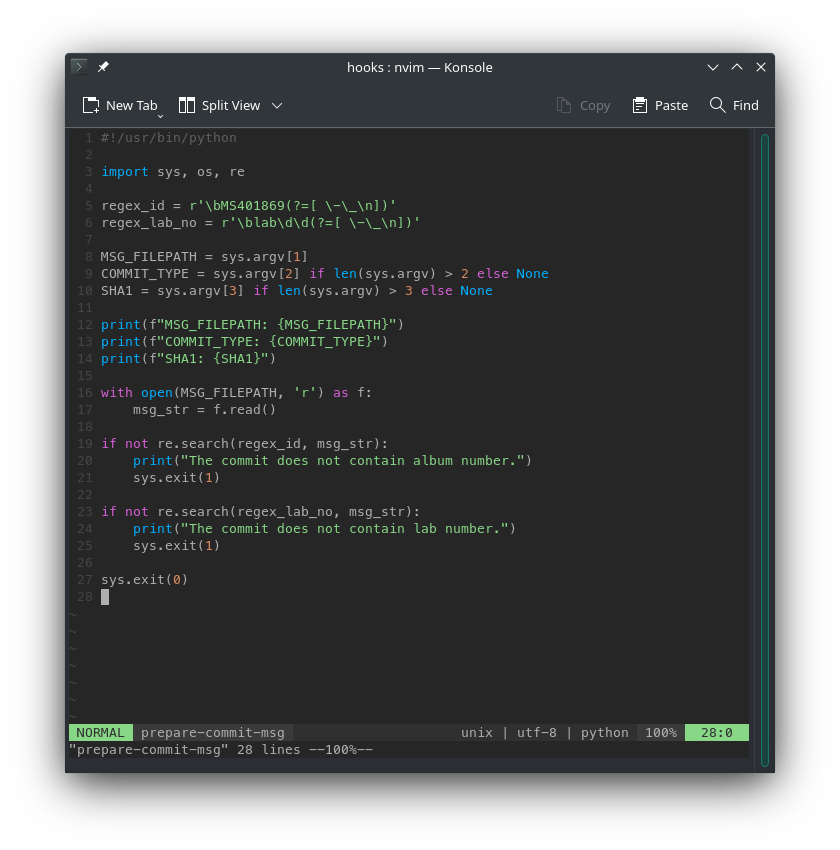 hooks : nvim — Konsole
New Tab Split View Copy Paste Find
1 #!/usr/bin/python
2
3 import sys, os, re
4
5 regex_id = r'\bMS401869(?=[ \-\_\n])'
6 regex_lab_no = r'\blab\d\d(?=[ \-\_\n])'
7
8 MSG_FILEPATH = sys.argv[1]
9 COMMIT_TYPE = sys.argv[2] if len(sys.argv) > 2 else None
10 SHA1 = sys.argv[3] if len(sys.argv) > 3 else None
11
12 print(f"MSG_FILEPATH: {MSG_FILEPATH}")
13 print(f"COMMIT_TYPE: {COMMIT_TYPE}")
14 print(f"SHA1: {SHA1}")
15
16 with open(MSG_FILEPATH, 'r') as f:
17     msg_str = f.read()
18
19 if not re.search(regex_id, msg_str):
20     print("The commit does not contain album number.")
21     sys.exit(1)
22
23 if not re.search(regex_lab_no, msg_str):
24     print("The commit does not contain lab number.")
25     sys.exit(1)
26
27 sys.exit(0)
28
~
~
~
~
~
~
~
NORMAL prepare-commit-msg unix | utf-8 | python 100% 28:0
"prepare-commit-msg" 28 lines --100%--